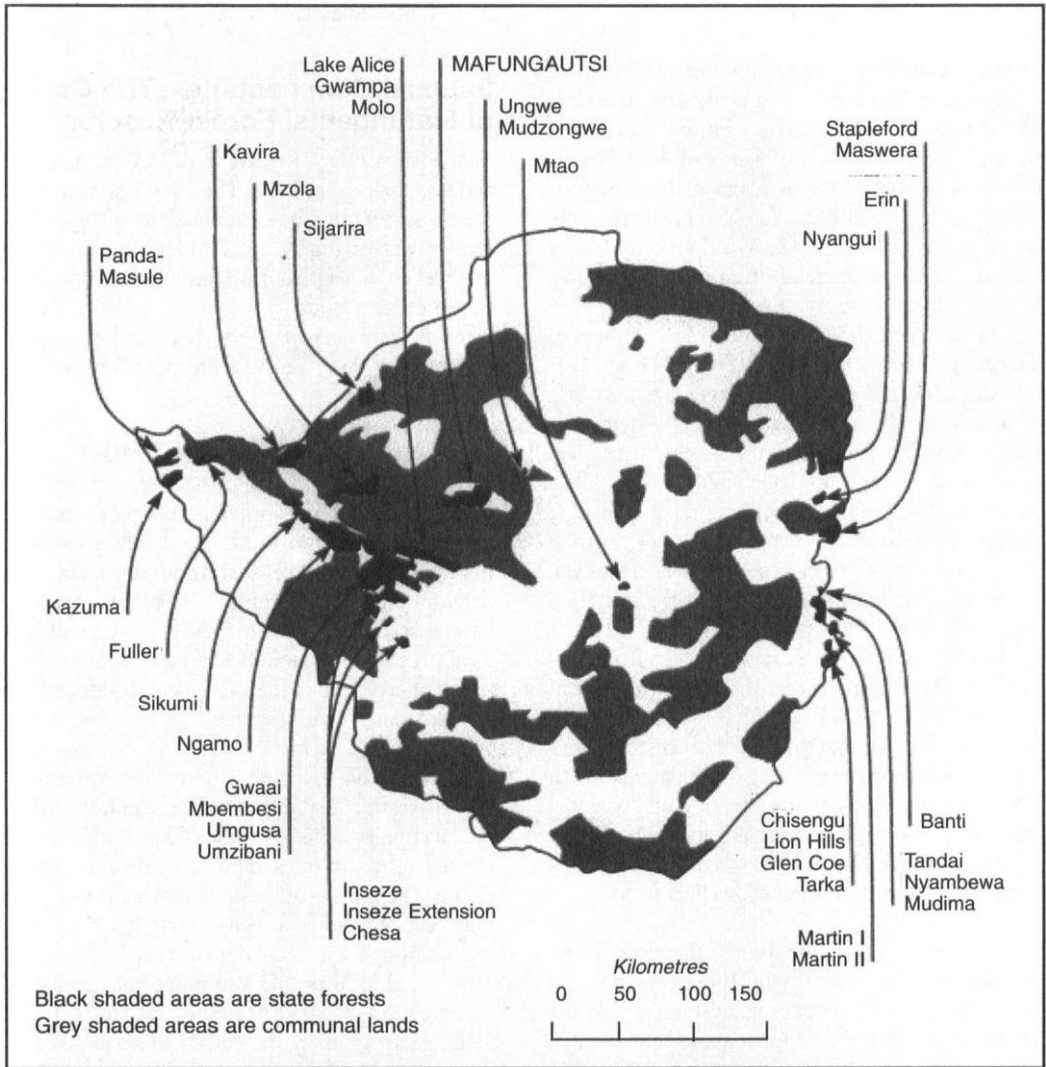 Lake Alice
Gwampa
Molo
MAFUNGAUTSI
Ungwe
Mudzongwe
Mtao
Kavira
Mzola
Sijarira
Panda-
Masule
Stapleford
Maswera
Erin
Nyangui
Kazuma
Fuller
Sikumi
Ngamo
Gwaai
Mbembesi
Umgusa
Umzibani
Inseze
Inseze Extension
Chesa
Chisengu
Lion Hills
Glen Coe
Tarka
Banti
Tandai
Nyambewa
Mudima
Martin I
Martin II
Kilometres
0 50 100 150
Black shaded areas are state forests
Grey shaded areas are communal lands